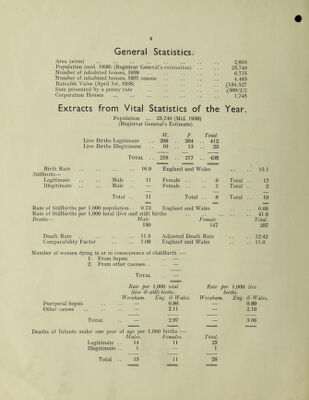 6
General Statistics.
Area (acres) .. .. .. .. .. .. 2,986
Population (mid. 1938) (Registrar General's estimation) .. 25,740
Number of inhabited houses, 1938 .. .. .. 6,775
Number of inhabited houses, 1931 census .. .. 4,483
Rateable Value (April 1st, 1938) .. .. ..
Sum presented by a penny rate .. .. ..
Corporation Houses .. .. .. .. 1,745
Extracts from Vital Statistics of the Year.
Population .. 25,740 (Mid, 1938)
(Registrar General's Estimate).
M. F. Total
Live Births Legitimate .. 208 204 412
Live Births Illegitimate .. 10 13 23
TOTAL .. 218 217 435
Birth Rate .. .. .. 16.9 England and Wales .. .. 15.1
Stillbirths—
Legitimate .. .. Male .. 11 Female .. 6 Total .. 17
Illegitimate .. .. Male .. — Female .. 2 Total .. 2
Total .. 11 Total .. 8 Total .. 19
Rate of Stillbirths per 1,000 population .. 0.73 England and Wales .. 0.60
Rate of Stillbirths per 1,000 total (live and still) births .. .. 41.8
Deaths— Male Female Total.
150 147 297
Death Rate .. .. .. 11.5 Adjusted Death Rate .. 12.42
Comparability Factor .. .. 1.08 England and Wales .. 11.6
Number of women dying in or in consequence of childbirth :—
1. From Sepsis .. —
2. From other causes .. —
TOTAL —
Rate per 1,000 total Rate per 1,000 live
(live & still) births. births.
Wrexham. Eng. & Wales. Wrexham. Eng. & Wales.
Puerperal Sepsis — 0.86 — 0.89
Other causes .. .. — 2.11 — 2.19
TOTAL .. — 2.97 — 3.08
Deaths of Infants under one year of age per 1,000 births :—
Males. Females. Total.
Legitimate .. 14 11 25
Illegitimate .. 1 — 1
TOTAL .. 15 11 26